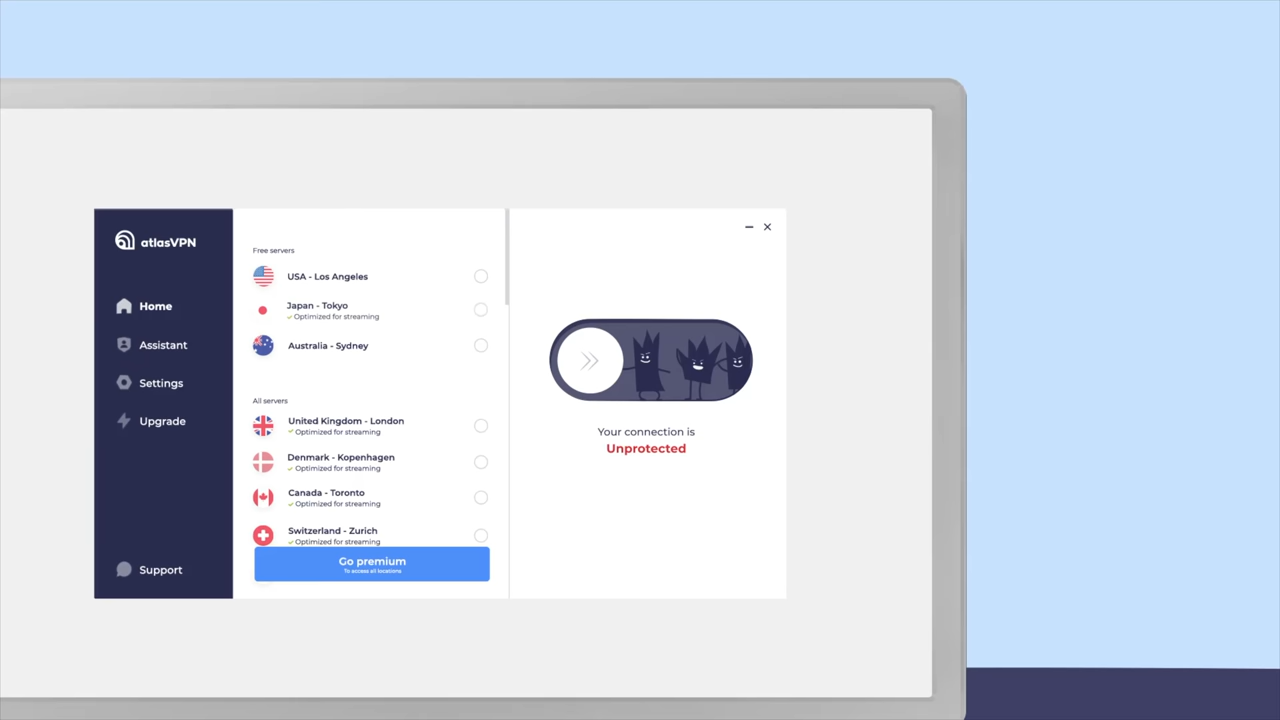 atlasVPN
Home
Assistant
Settings
Upgrade
Support
Free servers
USA - Los Angeles
Japan - Tokyo
Optimized for streaming
Australia - Sydney
All servers
United Kingdom - London
Optimized for streaming
Denmark - Kopenhagen
Optimized for streaming
Canada - Toronto
Optimized for streaming
Switzerland - Zurich
Optimized for streaming
Go premium
To access all locations
Your connection is
Unprotected